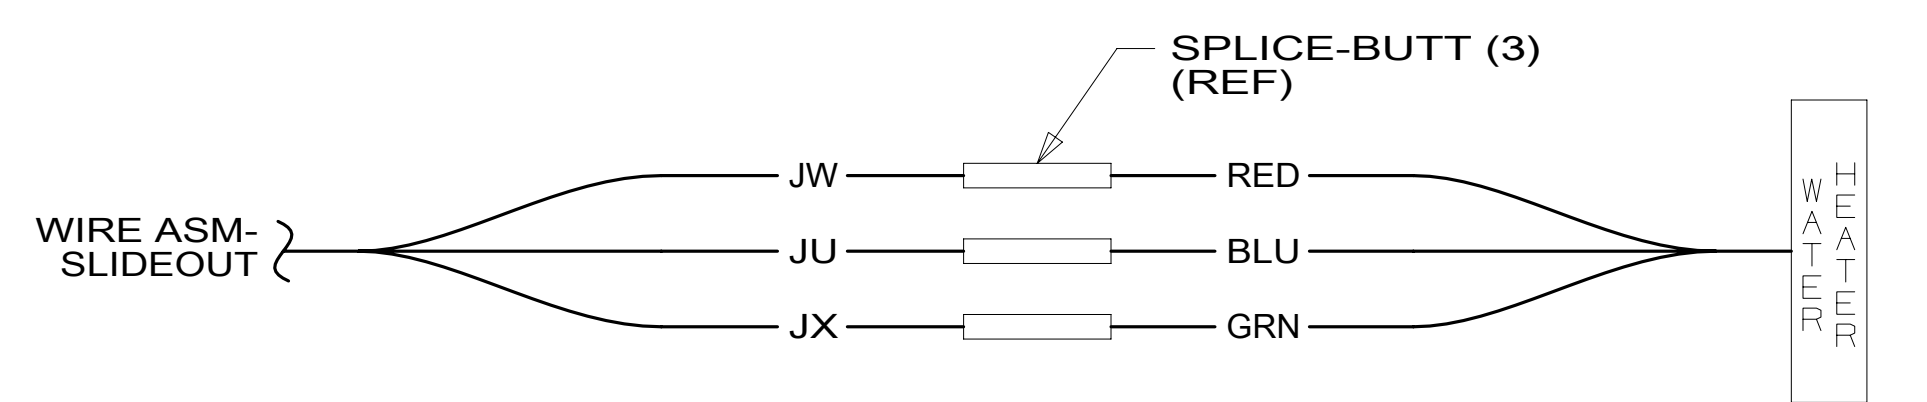 SPLICE-BUTT (3)
(REF)
WIRE ASM-
SLIDEOUT
JW
RED
JU
BLU
JX
GRN
WATER
HEATER